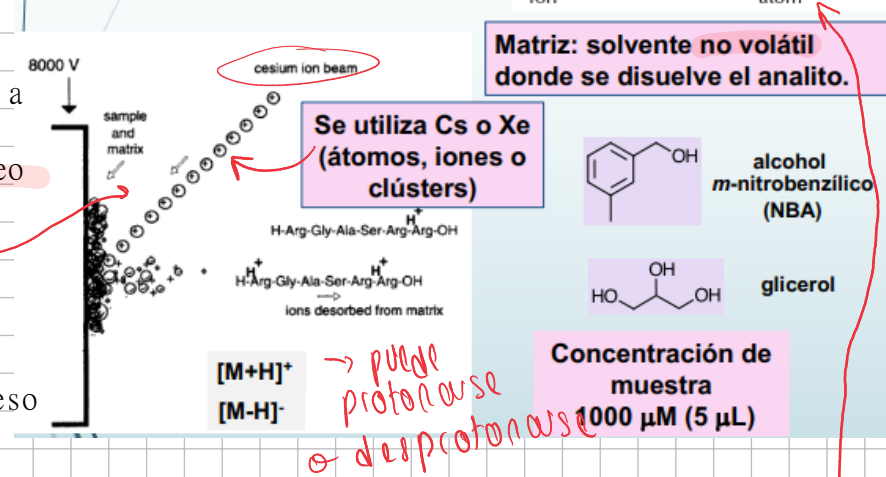 8000 V
cesium ion beam
a
sample
and
matrix
Se utiliza Cs o Xe
(átomos, iones o
clústers)
eo
H
+
H-Arg-Gly-Ala-Ser-Arg-Arg-OH
H
+
H
+
H-Arg-Gly-Ala-Ser-Arg-Arg-OH
ions desorbed from matrix
[M+H]+
[M-H]-
→ puede
protonarse
o desprotonarse
eso
atom
Matriz: solvente no volátil
donde se disuelve el analito.
OH
alcohol
m-nitrobenzílico
(NBA)
OH
HO
OH
glicerol
Concentración de
muestra
1000 µM (5 µL)